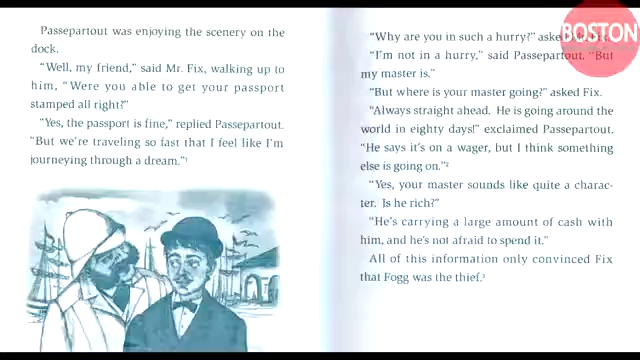 Passepartout was enjoying the scenery on the
dock.
"Well, my friend," said Mr. Fix, walking up to
him, "Were you able to get your passport
stamped all right?"
"Yes, the passport is fine," replied Passepartout.
"But we're traveling so fast that I feel like I'm
journeying through a dream."¹
"Why are you in such a hurry?" asked Mr. Fix.
"I'm not in a hurry," said Passepartout. "But
my master is."
"But where is your master going?" asked Fix.
"Always straight ahead. He is going around the
world in eighty days!" exclaimed Passepartout.
"He says it's on a wager, but I think something
else is going on."²
"Yes, your master sounds like quite a charac-
ter. Is he rich?"
"He's carrying a large amount of cash with
him, and he's not afraid to spend it."
All of this information only convinced Fix
that Fogg was the thief.³
BOSTON